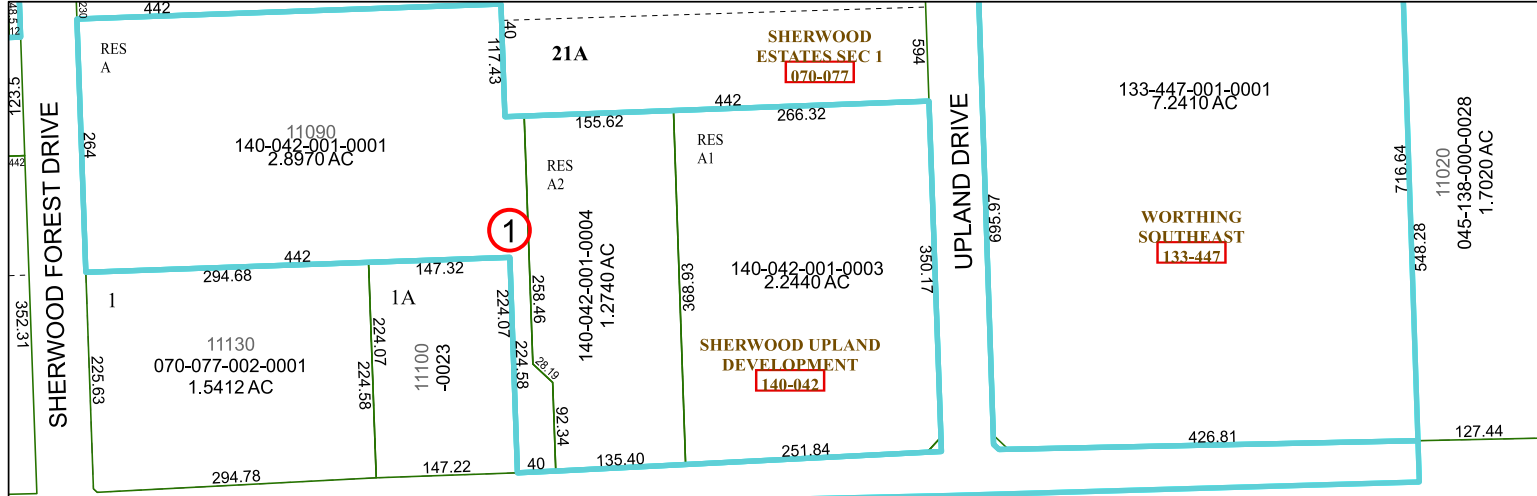 442
230
48.5
12
40
117.43
RES
A
21A
SHERWOOD
ESTATES SEC 1
070-077
594
123.5
442
352.31
SHERWOOD FOREST DRIVE
264
11090
140-042-001-0001
2.8970 AC
442
155.62
266.32
RES
A2
RES
A1
UPLAND DRIVE
695.97
133-447-001-0001
7.2410 AC
WORTHING
SOUTHEAST
133-447
716.64
548.28
11020
045-138-000-0028
1.7020 AC
1
442
294.68
147.32
1
1A
258.46
140-042-001-0004
1.2740 AC
368.93
140-042-001-0003
2.2440 AC
350.17
225.63
11130
070-077-002-0001
1.5412 AC
224.07
224.58
11100
-0023
224.07
224.58
28.19
92.34
SHERWOOD UPLAND
DEVELOPMENT
140-042
294.78
147.22
40
135.40
251.84
426.81
127.44